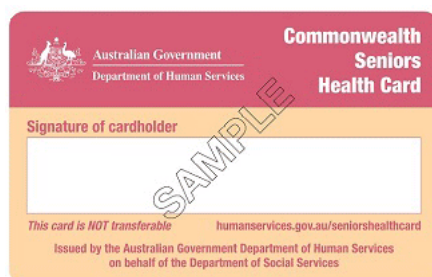 Australian Government
Department of Human Services
Commonwealth
Seniors
Health Card
Signature of cardholder
SAMPLE
This card is NOT transferable
humanservices.gov.au/seniorshealthcard
Issued by the Australian Government Department of Human Services
on behalf of the Department of Social Services